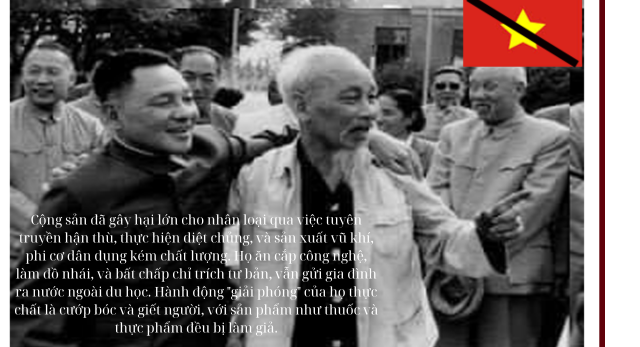 Cộng sản đã gây hại lớn cho nhân loại qua việc tuyên
truyền hận thù, thực hiện diệt chủng, và sản xuất vũ khí,
phi cơ dân dụng kém chất lượng. Họ ăn cắp công nghệ,
làm đồ nhái, và bất chấp chỉ trích tư bản, vẫn gửi gia đình
ra nước ngoài du học. Hành động "giải phóng" của họ thực
chất là cướp bóc và giết người, với sản phẩm như thuốc và
thực phẩm đều bị làm giả.